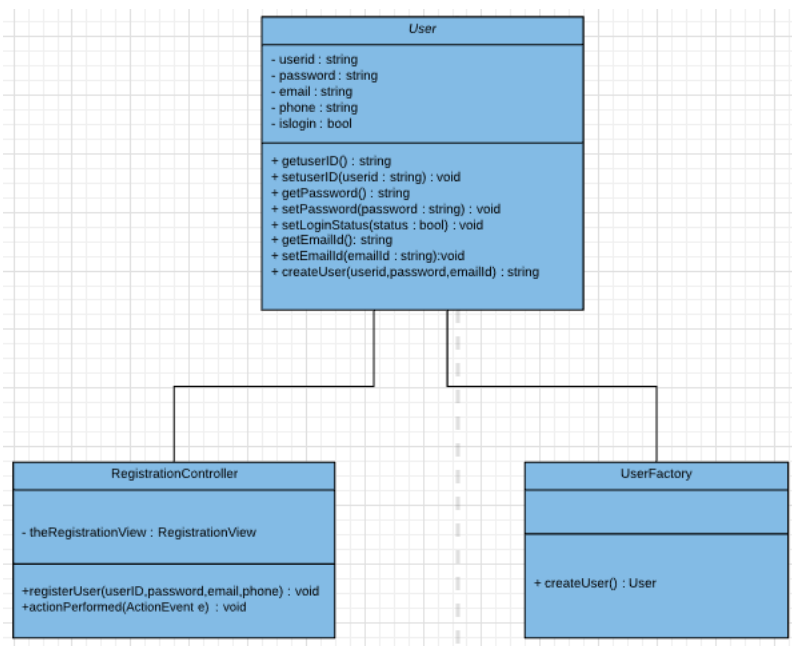 User
- userid : string
- password : string
- email : string
- phone : string
- islogin : bool
+ getuserID() : string
+ setuserID(userid : string) : void
+ getPassword() : string
+ setPassword(password : string) : void
+ setLoginStatus(status : bool) : void
+ getEmailId(): string
+ setEmailId(emailId : string):void
+ createUser(userid,password,emailId) : string
RegistrationController
- theRegistrationView : RegistrationView
+registerUser(userID,password,email,phone) : void
+actionPerformed(ActionEvent e) : void
UserFactory
+ createUser() : User